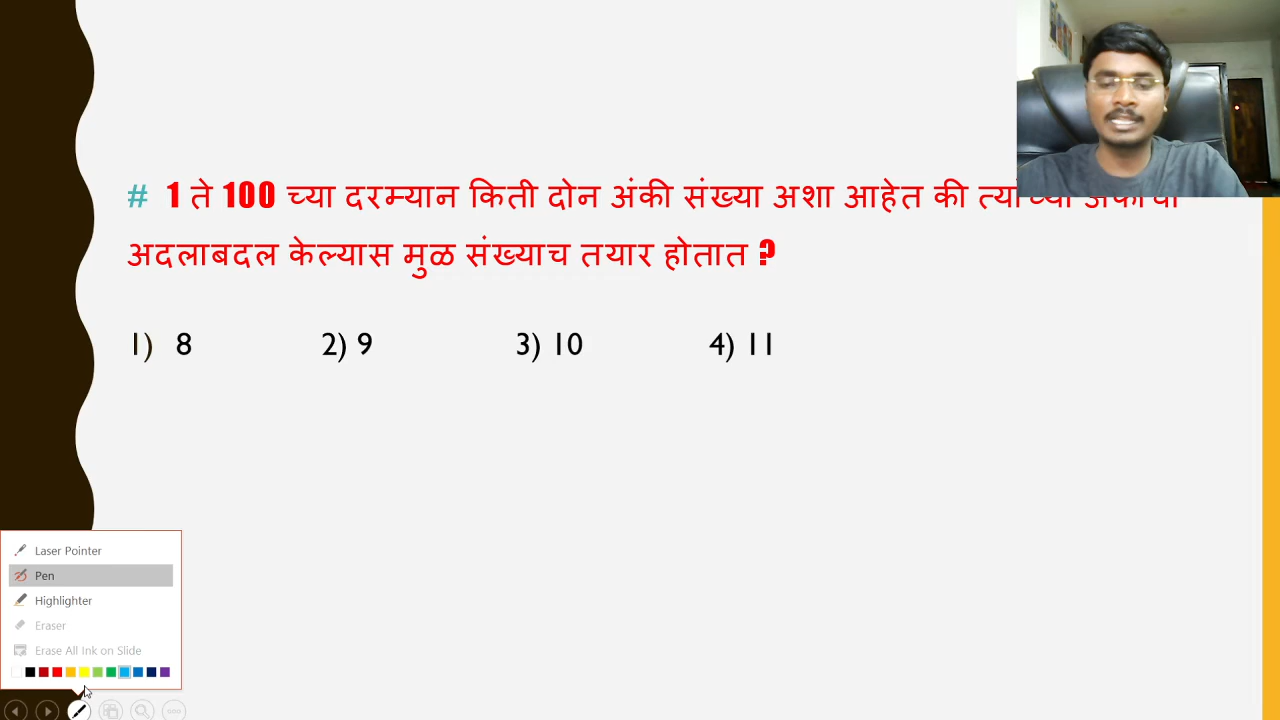 # 1 ते 100 च्या दरम्यान किती दोन अंकी संख्या अशा आहेत की
अदलाबदल केल्यास मुळ संख्याच तयार होतात ?
1) 8 2) 9 3) 10 4) 11
Laser Pointer
Pen
Highlighter
Eraser
Erase All Ink on Slide